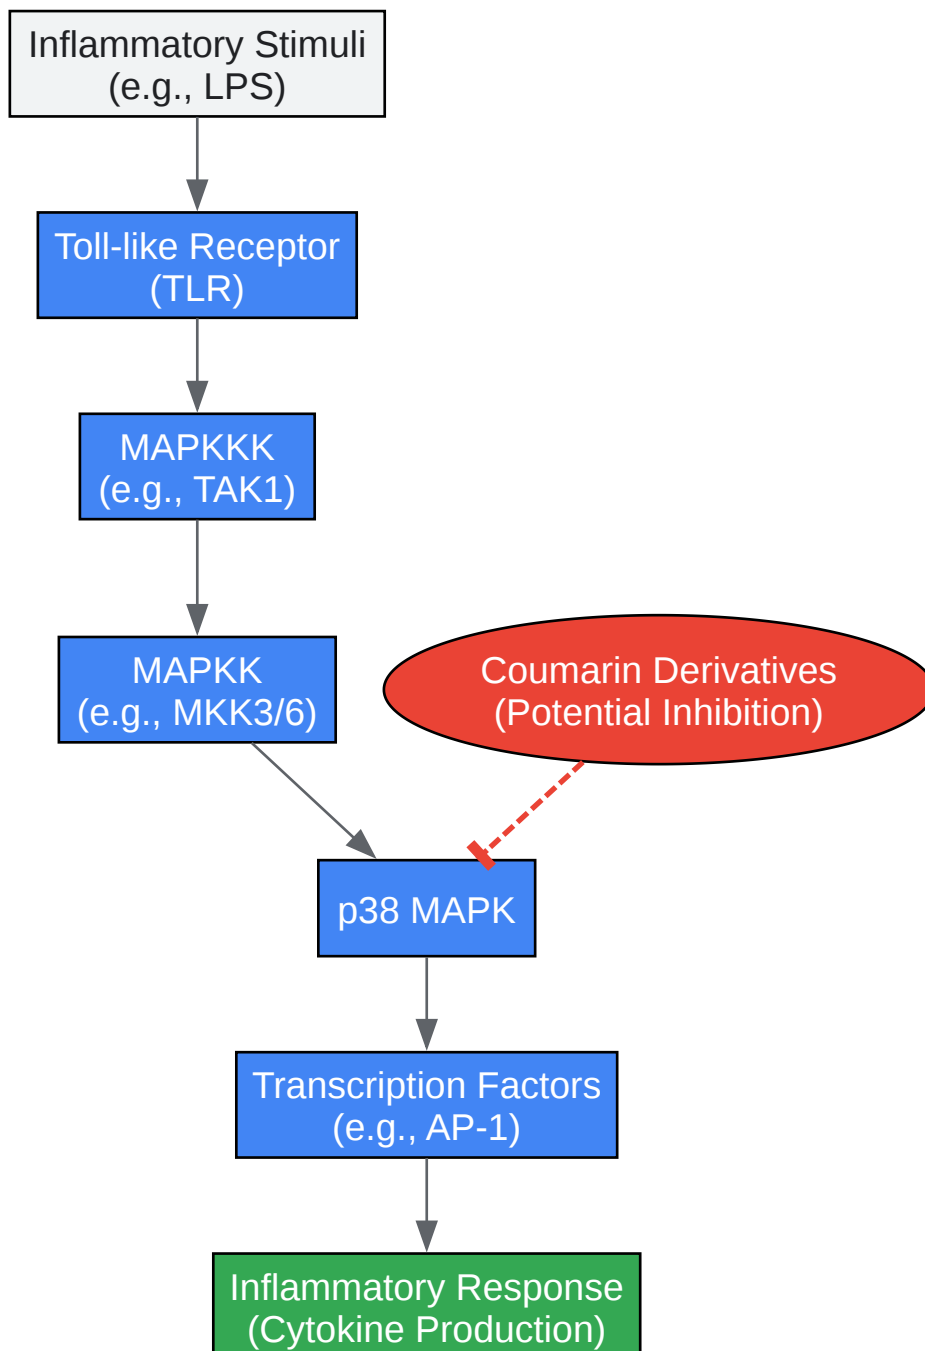 Inflammatory Stimuli
(e.g., LPS)
Toll-like Receptor
(TLR)
MAPKKK
(e.g., TAK1)
MAPKK
(e.g., MKK3/6)
Coumarin Derivatives
(Potential Inhibition)
p38 MAPK
Transcription Factors
(e.g., AP-1)
Inflammatory Response
(Cytokine Production)